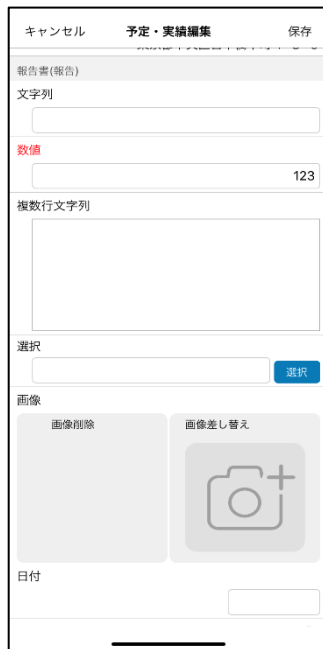 キャンセル 予定・実績編集 保存
報告書(報告)
文字列
数値
123
複数行文字列
選択
選択
画像
画像削除 画像差し替え
日付